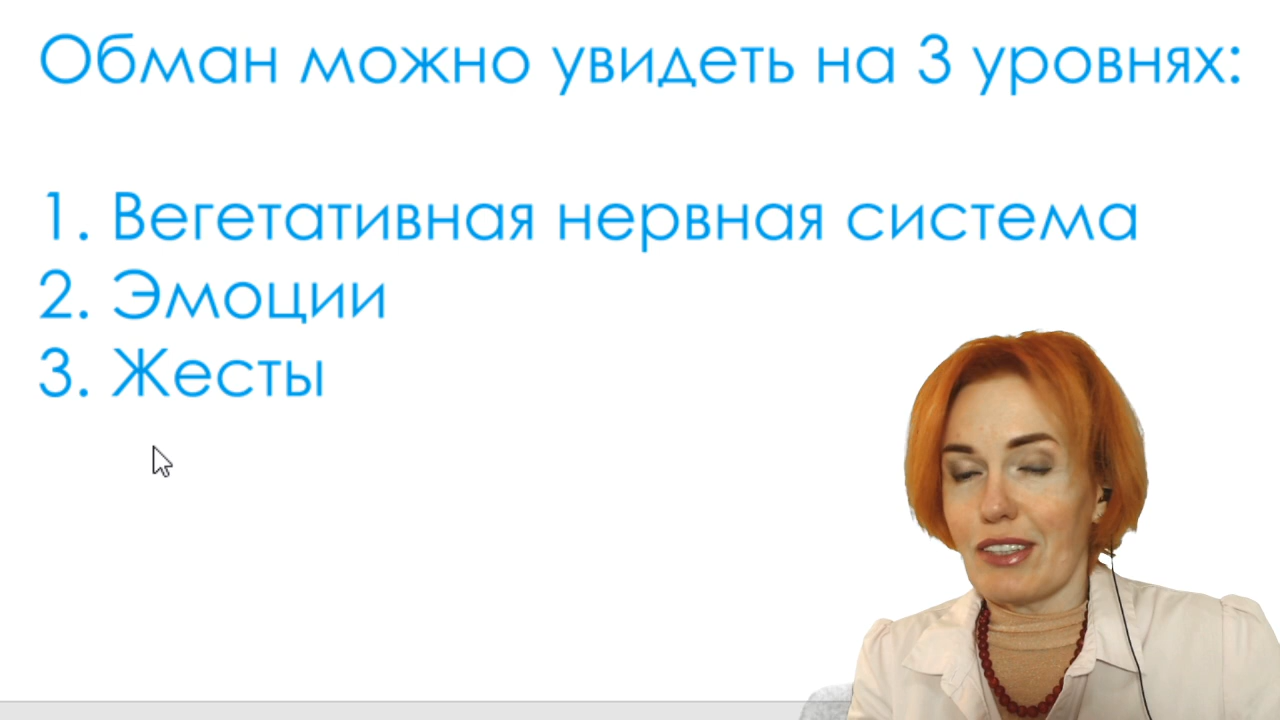 Обман можно увидеть на 3 уровнях:
1. Вегетативная нервная система
2. Эмоции
3. Жесты